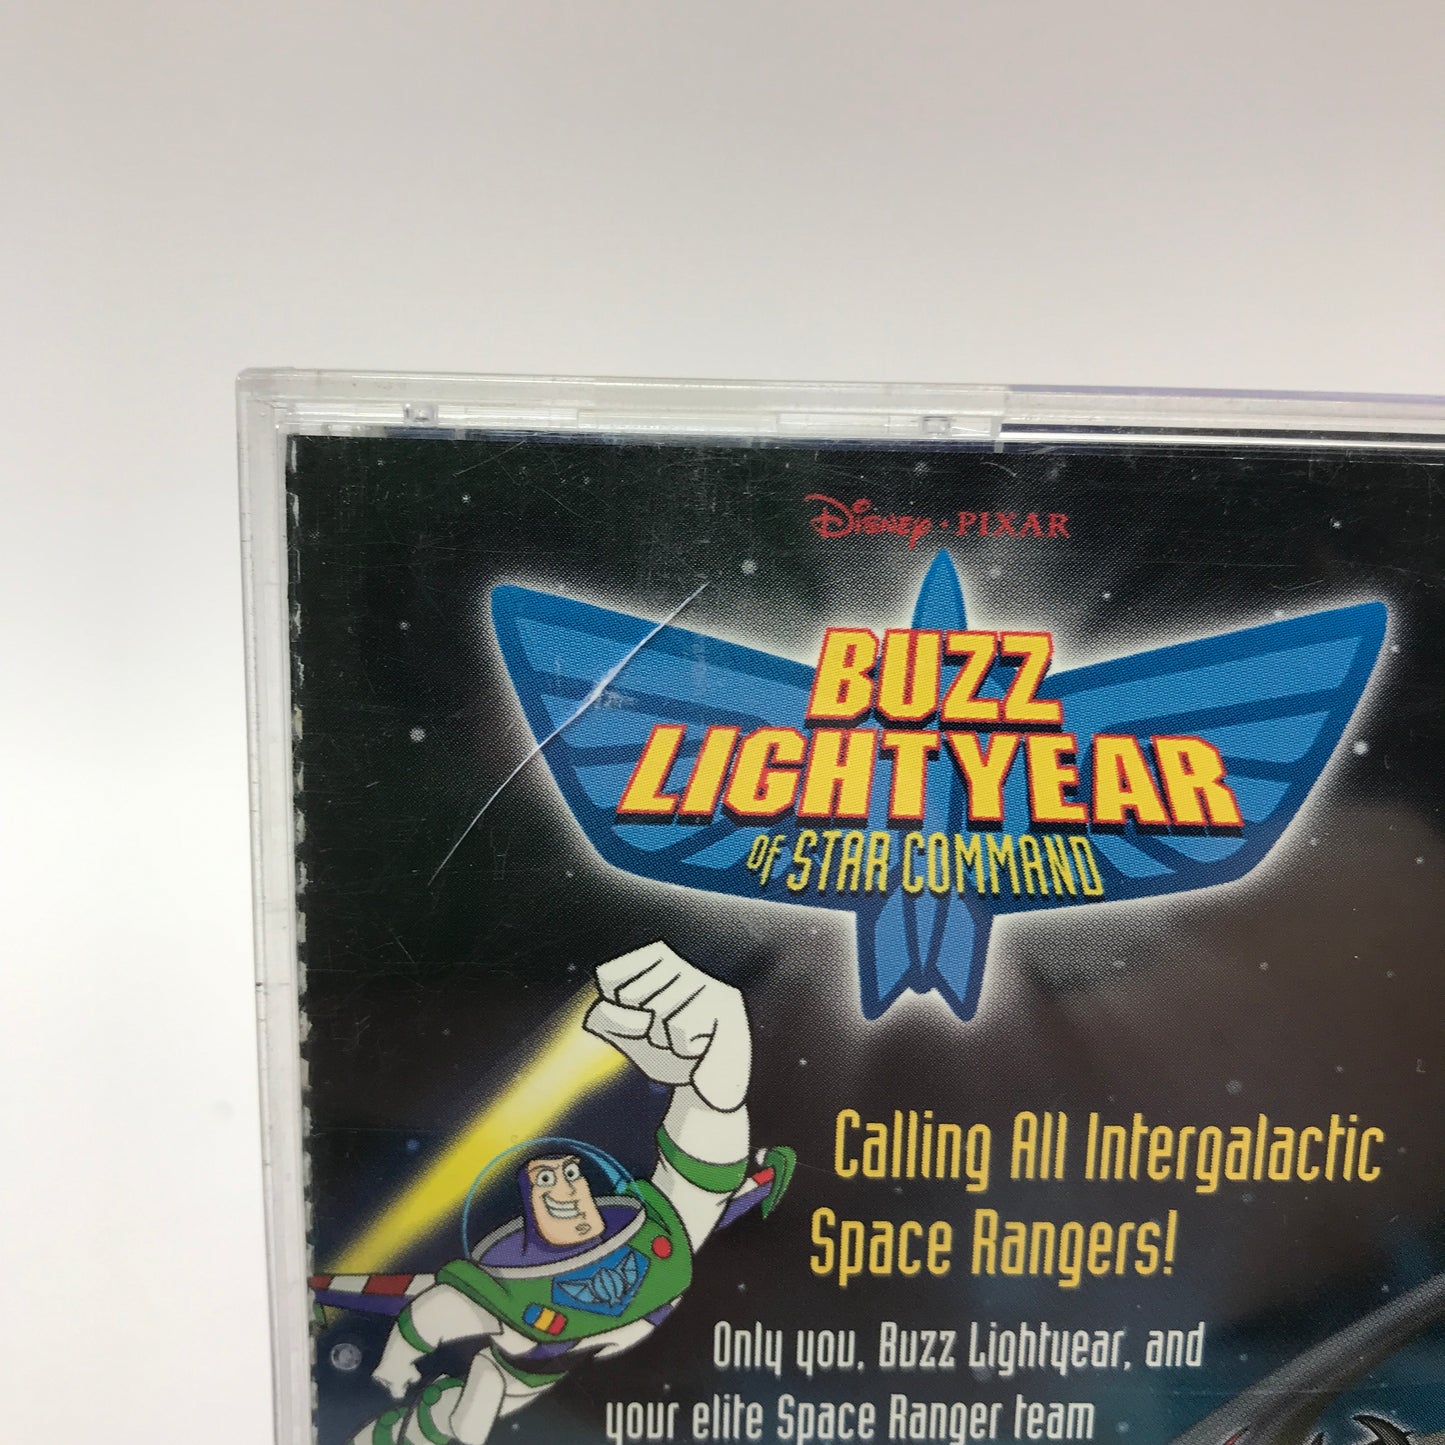 Disney · PIXAR
BUZZ
LIGHTYEAR
OF STAR COMMAND
Calling All Intergalactic
Space Rangers!
Only you, Buzz Lightyear, and
your elite Space Ranger team